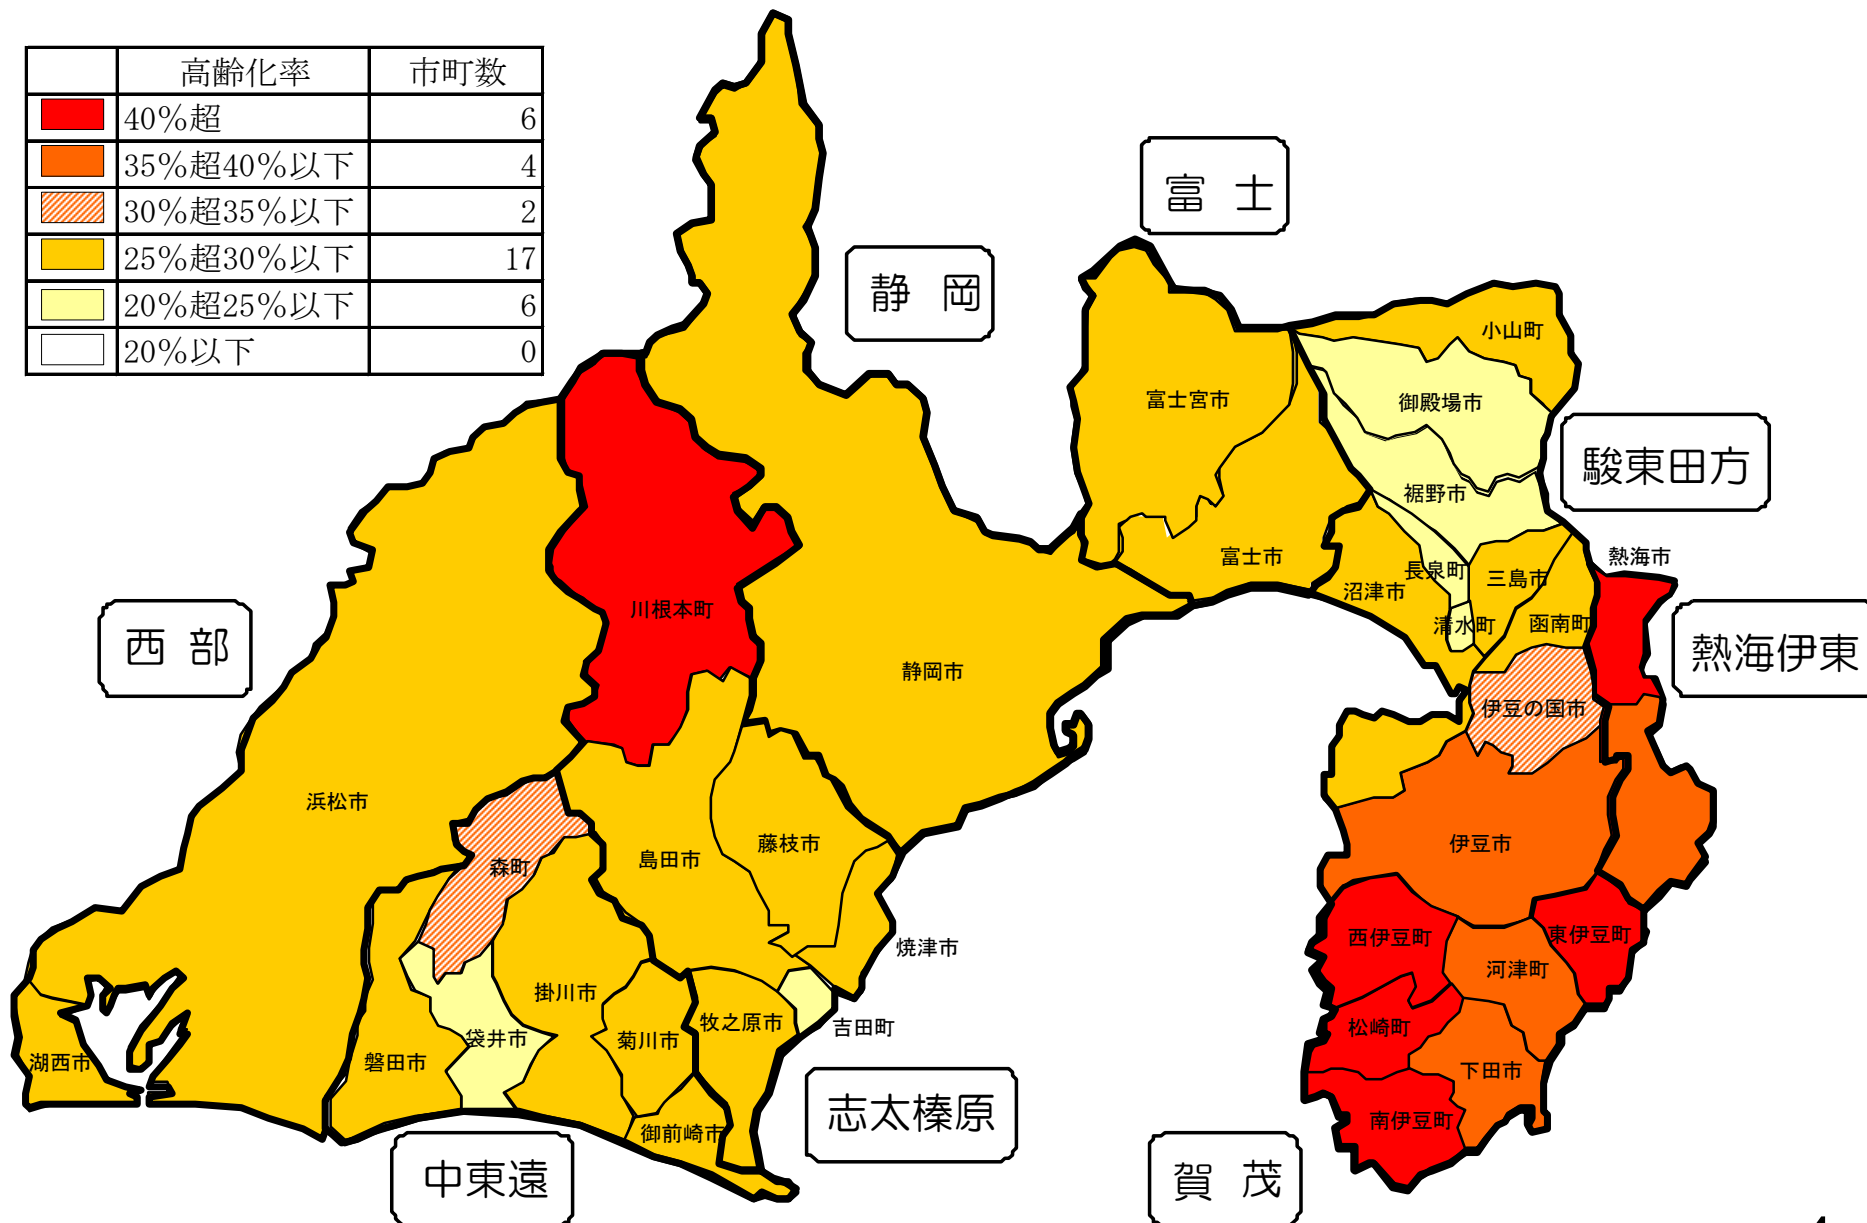 高齢化率 市町数
40％超 6
35％超40％以下 4
30％超35％以下 2
25％超30％以下 17
20％超25％以下 6
20％以下 0
富 士
静 岡
小山町
富士宮市
御殿場市
駿東田方
裾野市
富士市
熱海市
長泉町
三島市
沼津市
川根本町
清水町
函南町
西 部
熱海伊東
静岡市
伊豆の国市
浜松市
伊豆市
藤枝市
島田市
森町
西伊豆町
東伊豆町
焼津市
河津町
掛川市
牧之原市
吉田町
松崎町
袋井市
菊川市
湖西市
磐田市
下田市
志太榛原
南伊豆町
御前崎市
中東遠
賀 茂